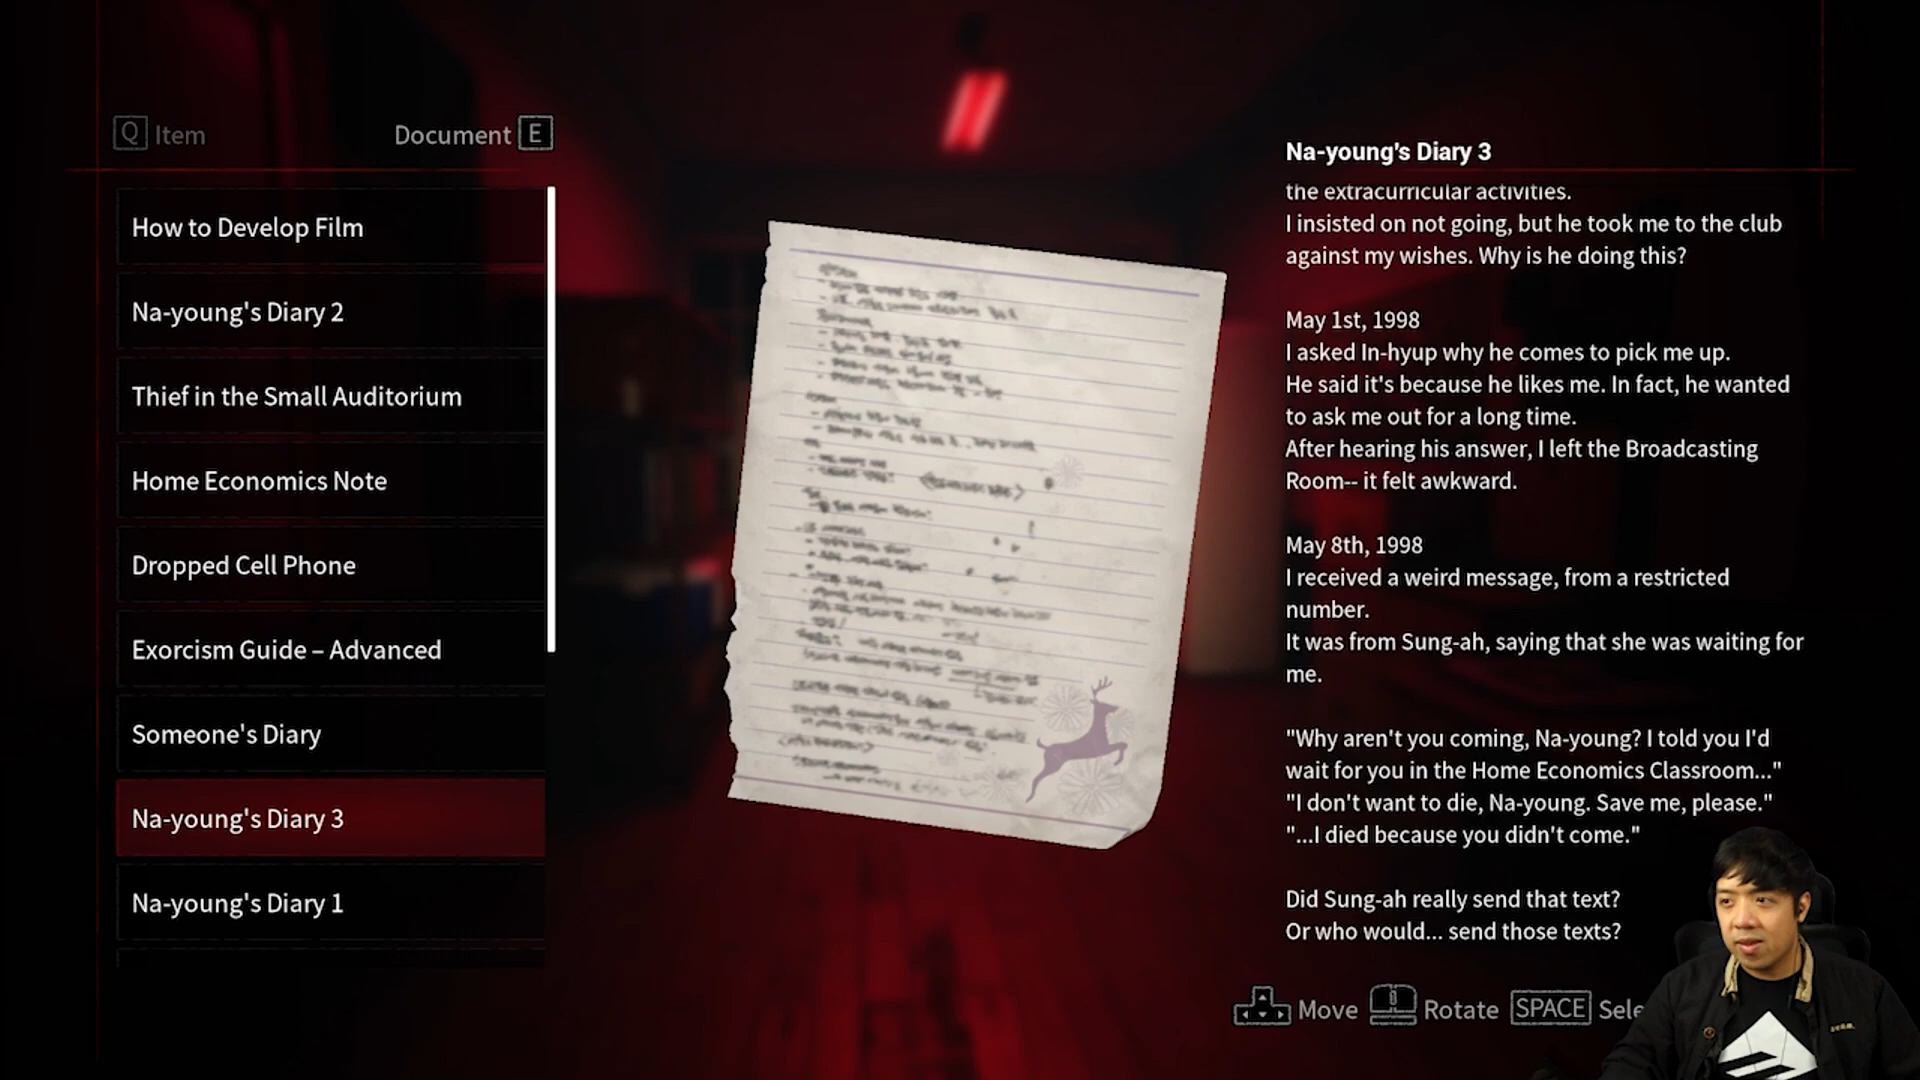 Q Item
Document E
How to Develop Film
Na-young's Diary 2
Thief in the Small Auditorium
Home Economics Note
Dropped Cell Phone
Exorcism Guide – Advanced
Someone's Diary
Na-young's Diary 3
Na-young's Diary 1
Na-young's Diary 3
the extracurricular activities.
I insisted on not going, but he took me to the club
against my wishes. Why is he doing this?
May 1st, 1998
I asked In-hyup why he comes to pick me up.
He said it's because he likes me. In fact, he wanted
to ask me out for a long time.
After hearing his answer, I left the Broadcasting
Room-- it felt awkward.
May 8th, 1998
I received a weird message, from a restricted
number.
It was from Sung-ah, saying that she was waiting for
me.
"Why aren't you coming, Na-young? I told you I'd
wait for you in the Home Economics Classroom..."
"I don't want to die, Na-young. Save me, please."
"...I died because you didn't come."
Did Sung-ah really send that text?
Or who would... send those texts?
Move Rotate SPACE Sele